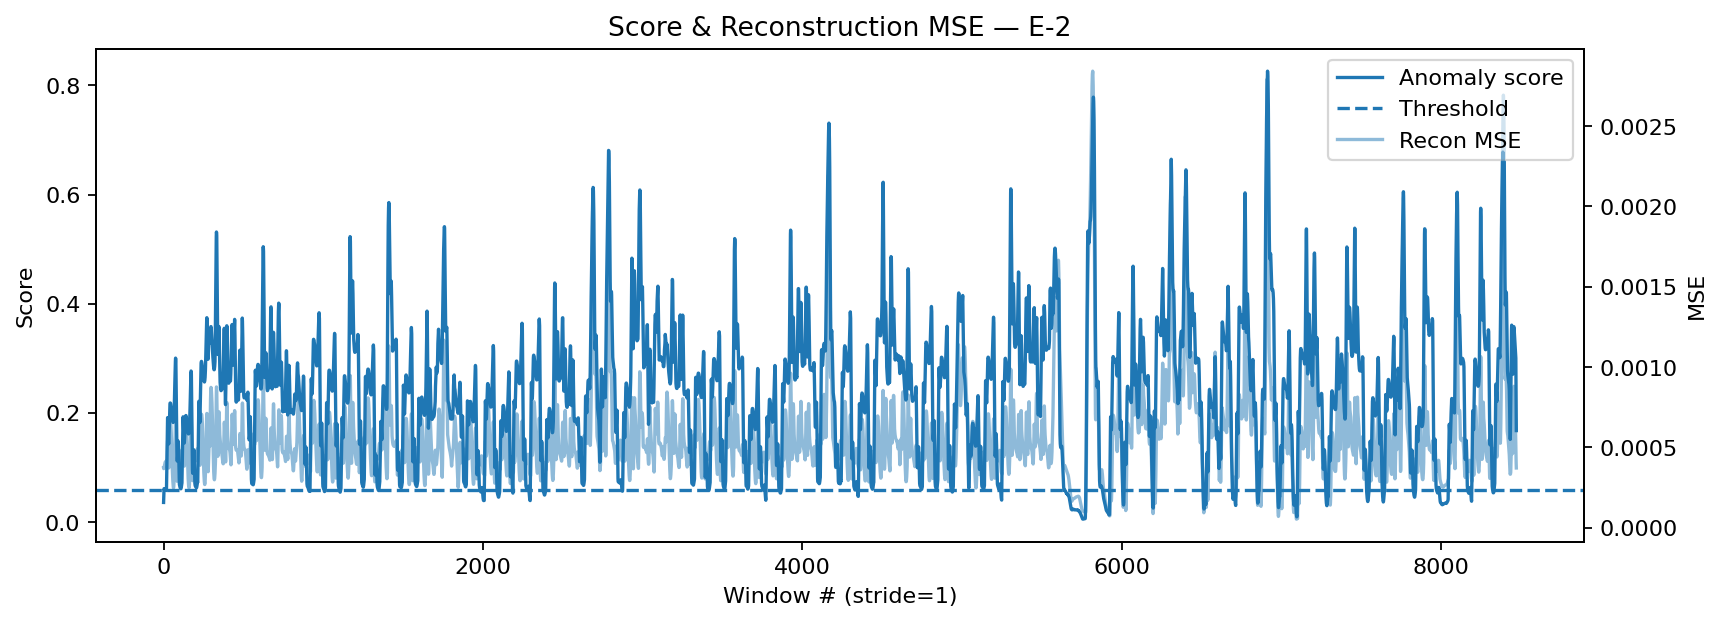 Score & Reconstruction MSE — E-2
Anomaly score
Threshold
Recon MSE
Score
0.8
0.6
0.4
0.2
0.0
0.0025
0.0020
0.0015
0.0010
0.0005
0.0000
MSE
0 2000 4000 6000 8000
Window # (stride=1)